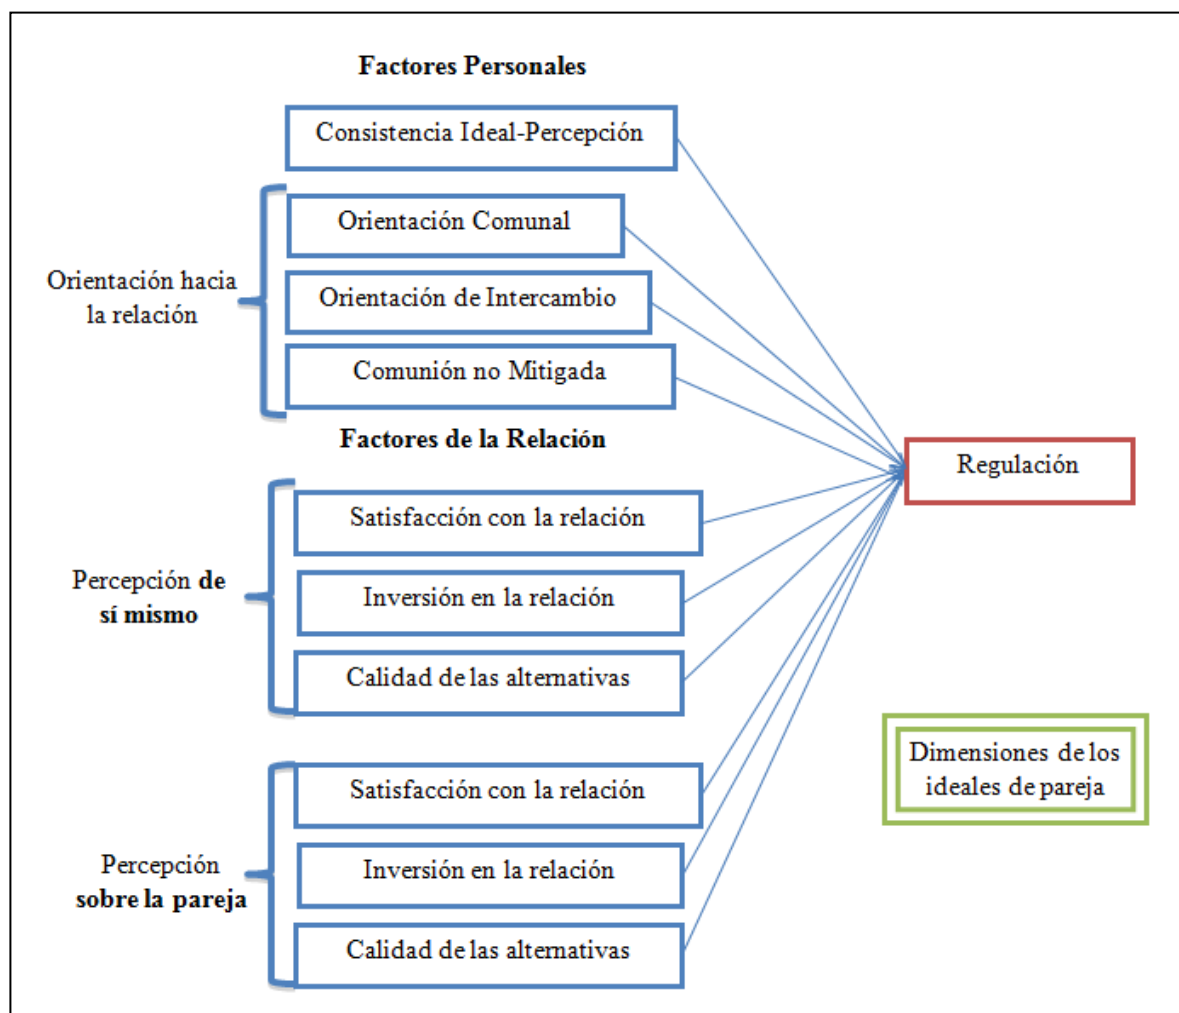 Factores Personales
Consistencia Ideal-Percepción
Orientación hacia
la relación
Orientación Comunal
Orientación de Intercambio
Comunión no Mitigada
Factores de la Relación
Percepción de
sí mismo
Satisfacción con la relación
Inversión en la relación
Calidad de las alternativas
Percepción
sobre la pareja
Satisfacción con la relación
Inversión en la relación
Calidad de las alternativas
Regulación
Dimensiones de los
ideales de pareja